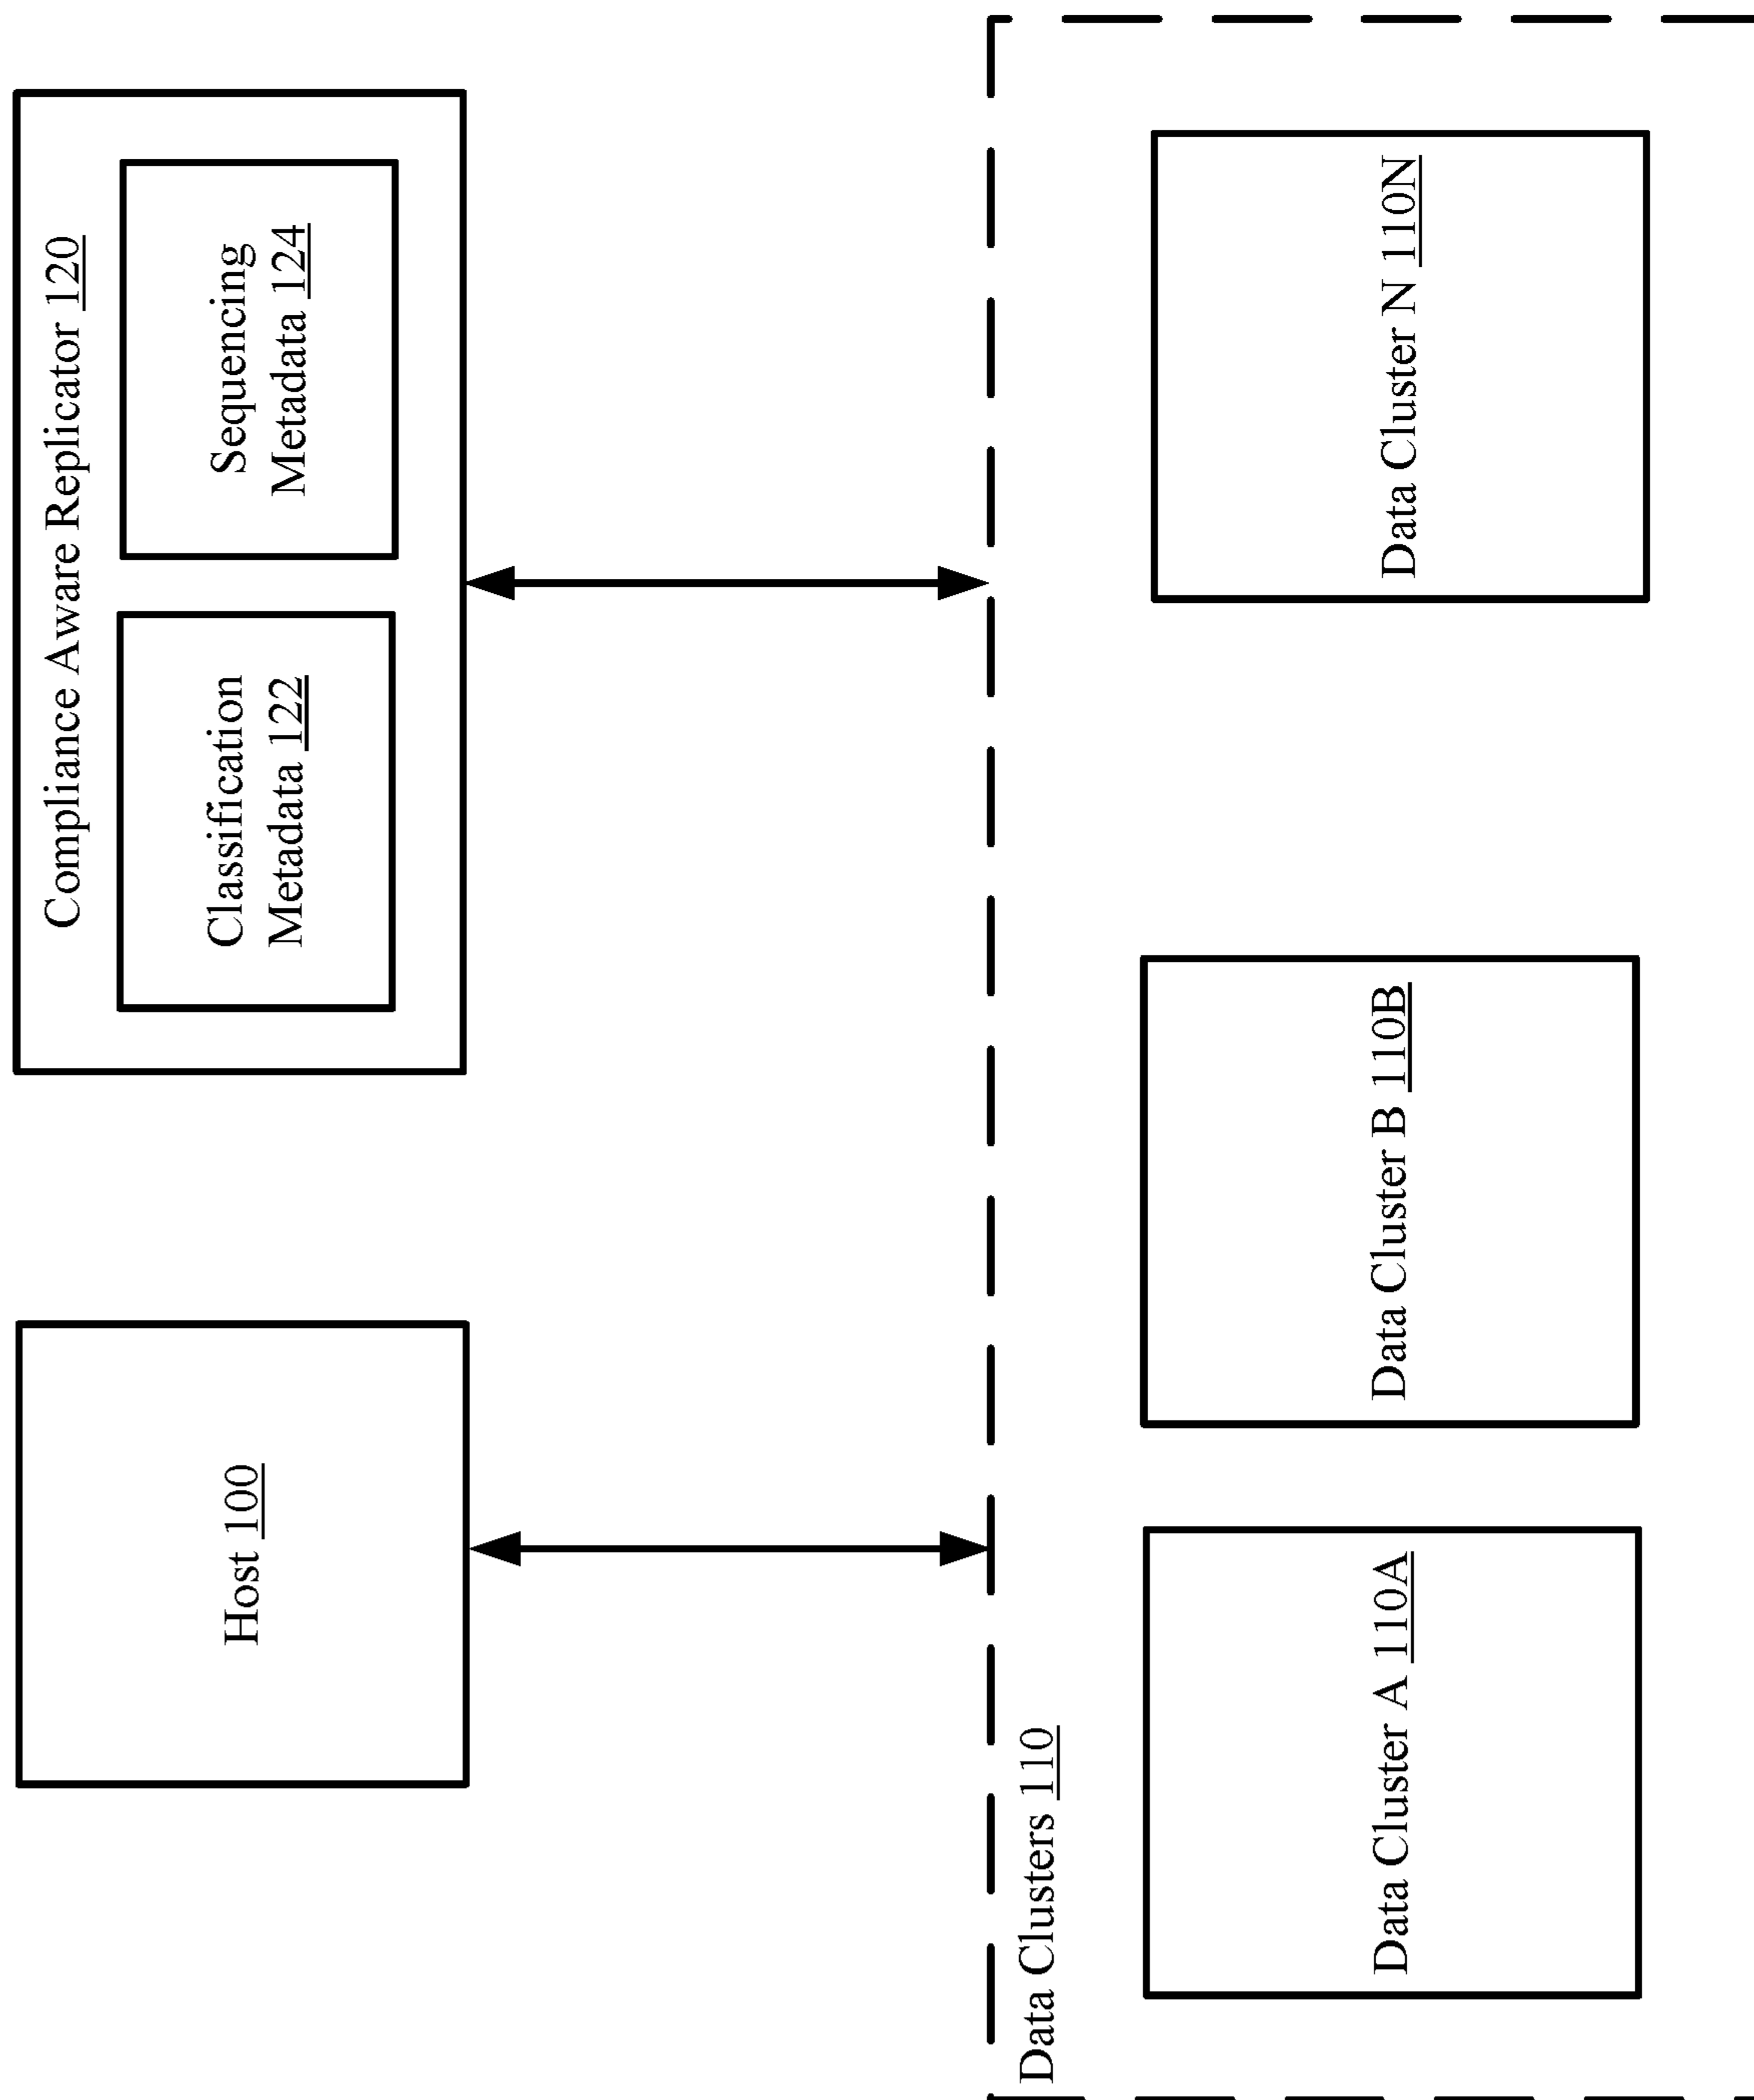 Host 100
Compliance Aware Replicator 120
Classification
Metadata 122
Sequencing
Metadata 124
Data Clusters 110
Data Cluster A 110A
Data Cluster B 110B
Data Cluster N 110N